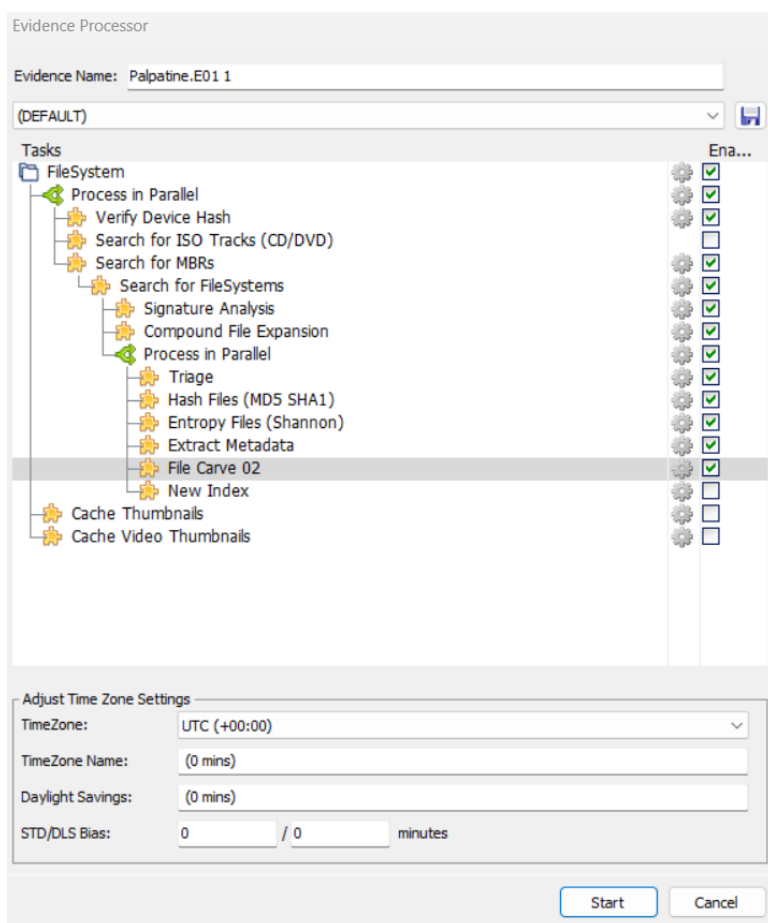 Evidence Processor
Evidence Name: Palpatine.E01 1
(DEFAULT)
Tasks Ena...
FileSystem
Process in Parallel
Verify Device Hash
Search for ISO Tracks (CD/DVD)
Search for MBRs
Search for FileSystems
Signature Analysis
Compound File Expansion
Process in Parallel
Triage
Hash Files (MD5 SHA1)
Entropy Files (Shannon)
Extract Metadata
File Carve 02
New Index
Cache Thumbnails
Cache Video Thumbnails
Adjust Time Zone Settings
TimeZone: UTC (+00:00)
TimeZone Name: (0 mins)
Daylight Savings: (0 mins)
STD/DLS Bias: 0 / 0 minutes
Start Cancel